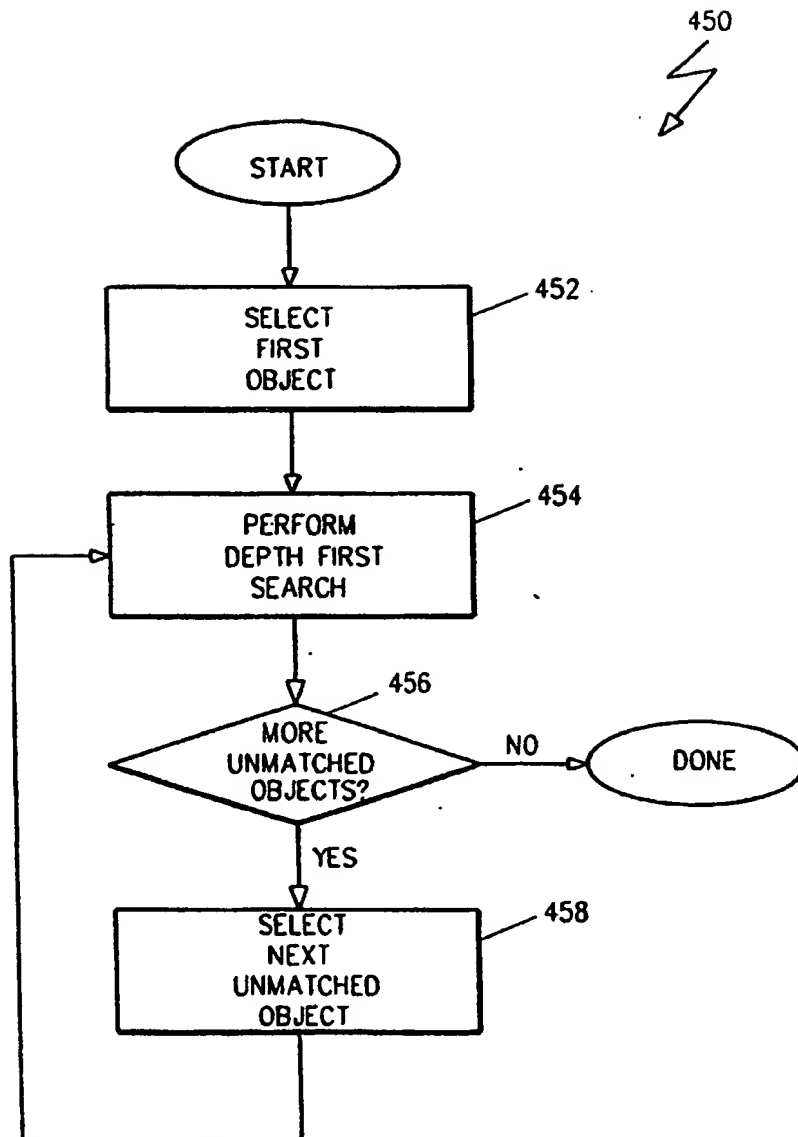 450
START
452
SELECT
FIRST
OBJECT
454
PERFORM
DEPTH FIRST
SEARCH
456
MORE
UNMATCHED
OBJECTS?
NO
DONE
YES
458
SELECT
NEXT
UNMATCHED
OBJECT